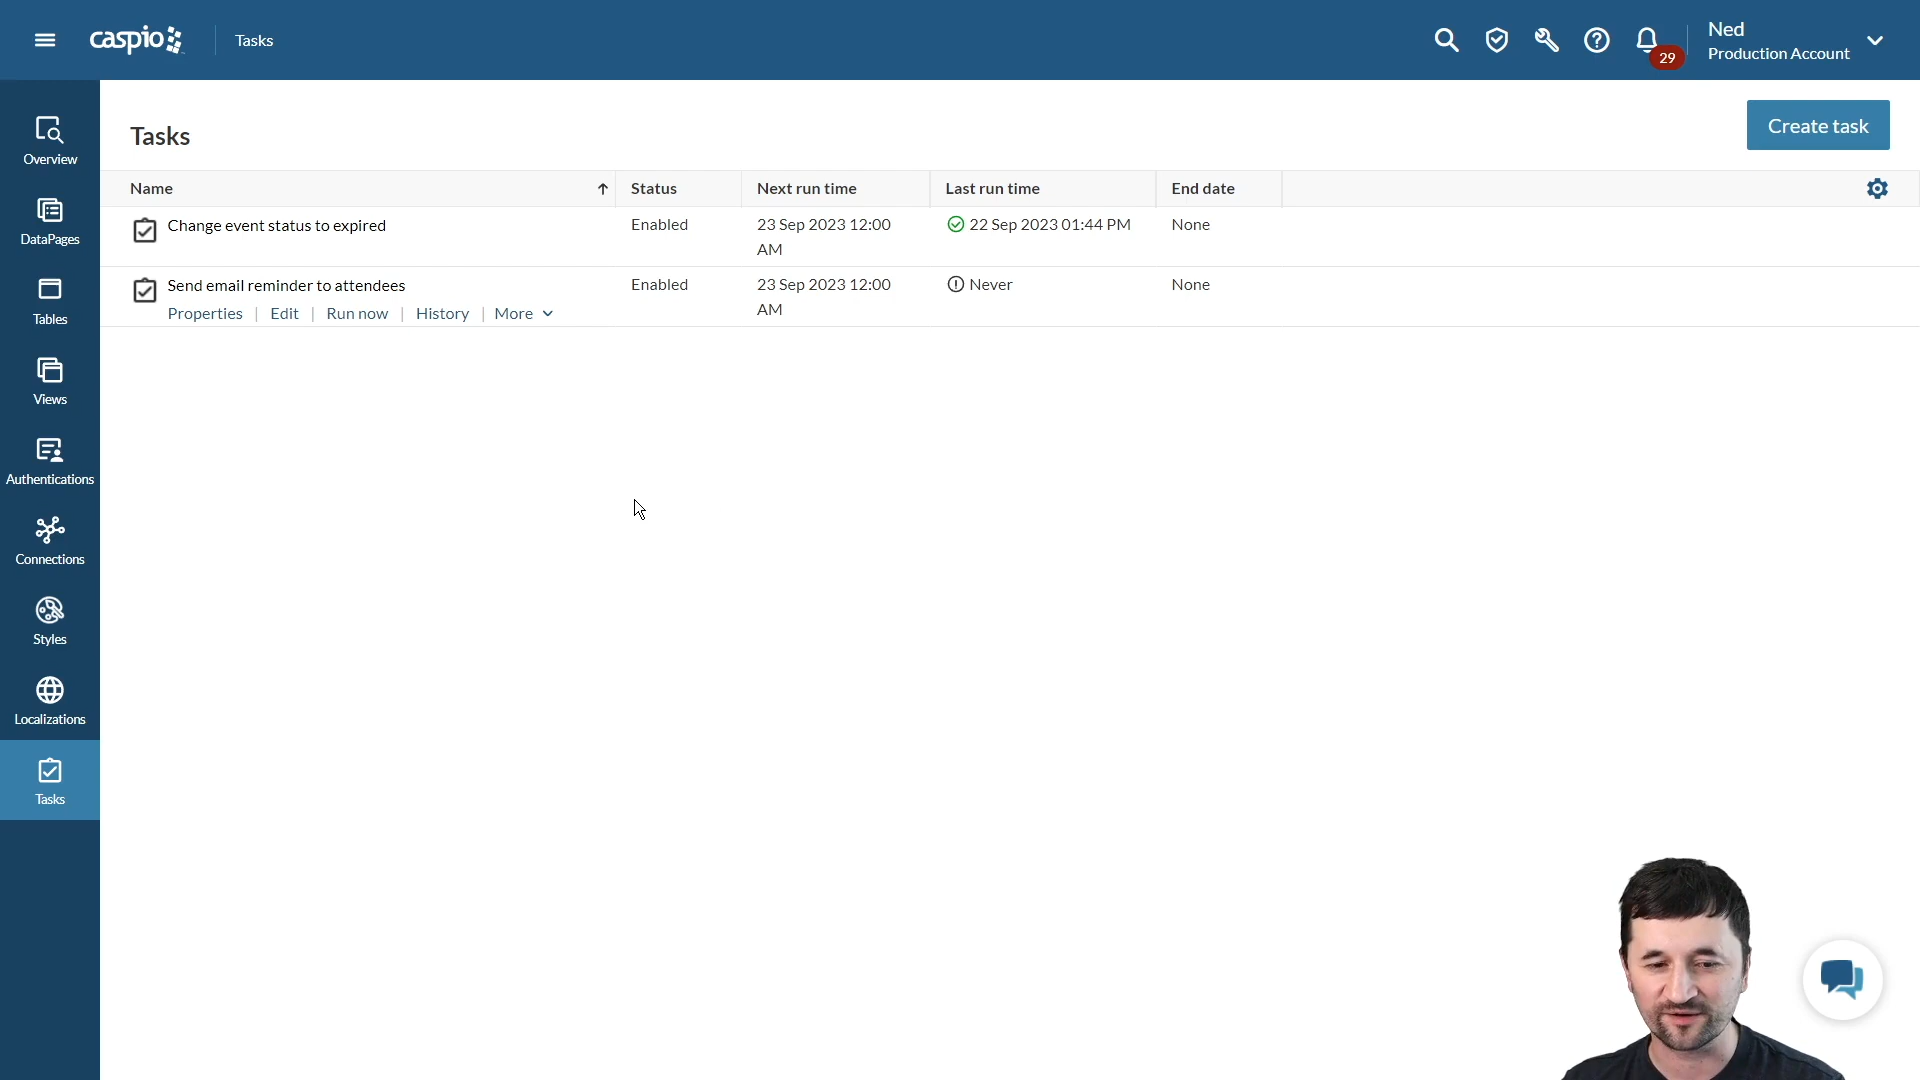 caspio
Tasks
29
Ned
Production Account
Overview
DataPages
Tables
Views
Authentications
Connections
Styles
Localizations
Tasks
Tasks
Create task
Name Status Next run time Last run time End date
Change event status to expired Enabled 23 Sep 2023 12:00 22 Sep 2023 01:44 PM None
AM
Send email reminder to attendees Enabled 23 Sep 2023 12:00 Never None
AM
Properties | Edit | Run now | History | More